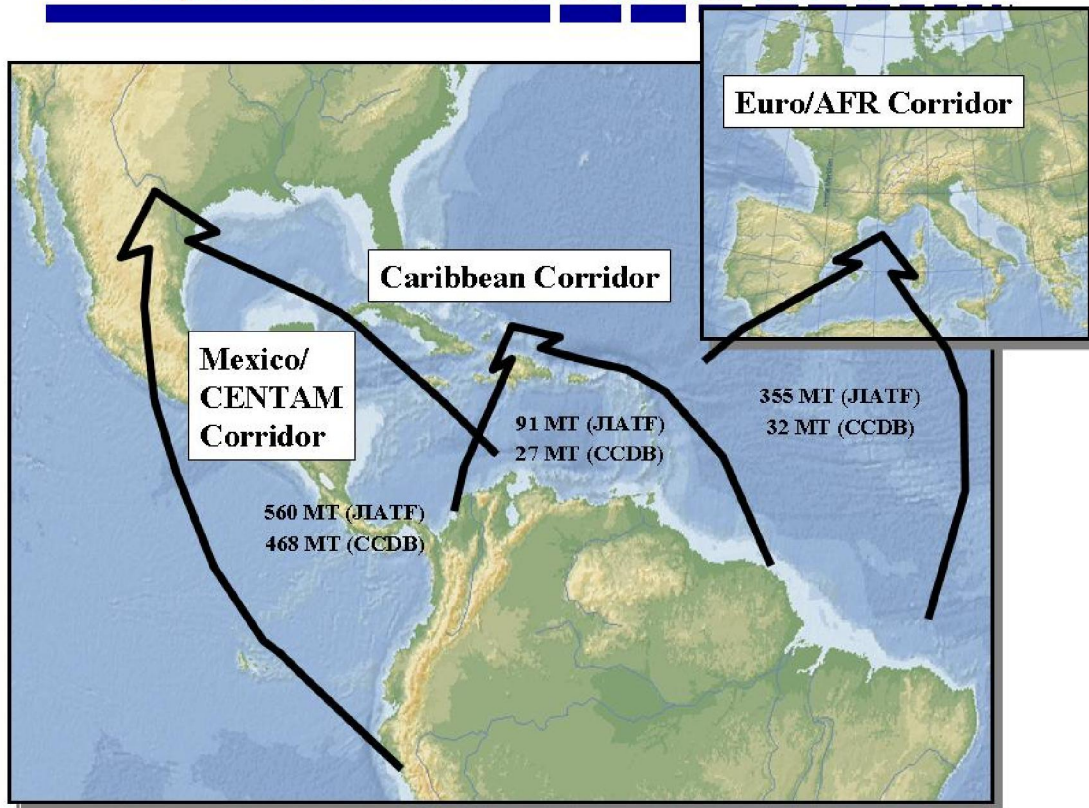 Euro/AFR Corridor
Caribbean Corridor
Mexico/
CENTAM
Corridor
355 MT (JIATF)
32 MT (CCDB)
91 MT (JIATF)
27 MT (CCDB)
560 MT (JIATF)
468 MT (CCDB)